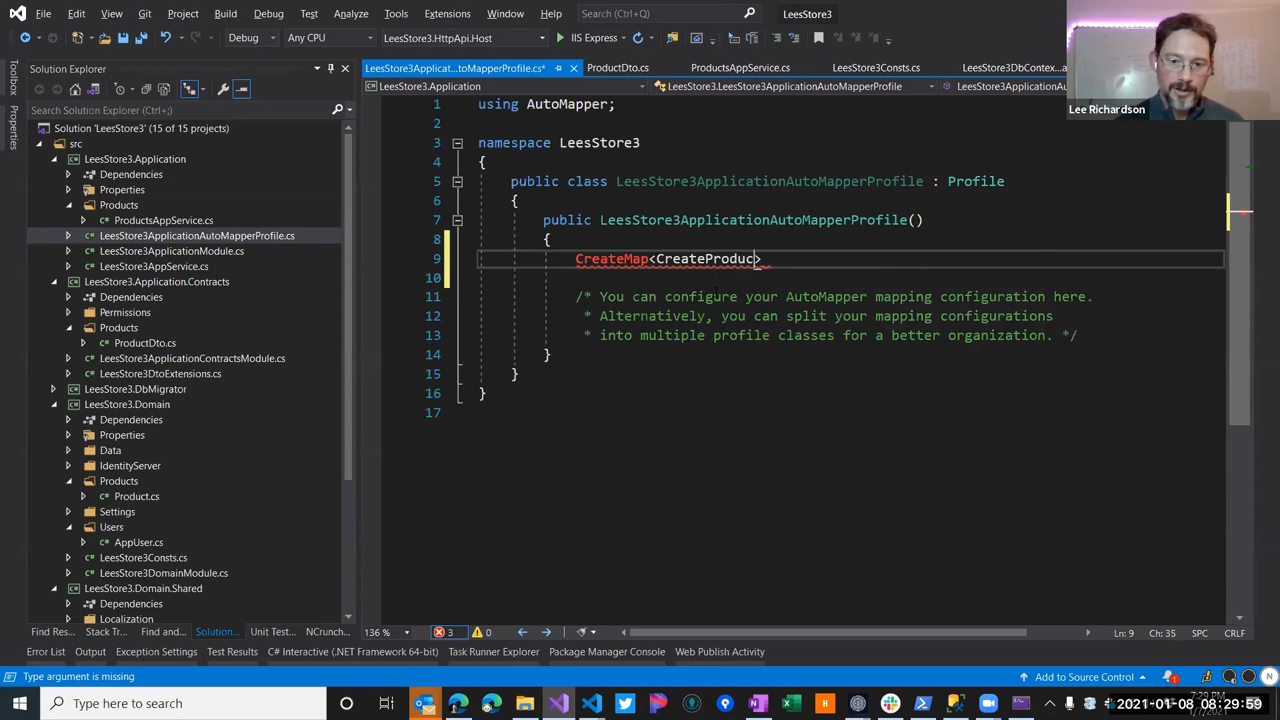 File Edit View Git Project Build Debug Test Analyze Tools Extensions Window Help Search (Ctrl+Q) LeesStore3
Debug Any CPU LeesStore3.HttpApi.Host IIS Express
Lee Richardson
Toolbox
Properties
Solution Explorer
Search Solution Explorer (Ctrl+;)
Solution 'LeesStore3' (15 of 15 projects)
src
LeesStore3.Application
Dependencies
Properties
Products
ProductsAppService.cs
LeesStore3ApplicationAutoMapperProfile.cs
LeesStore3ApplicationModule.cs
LeesStore3AppService.cs
LeesStore3.Application.Contracts
Dependencies
Permissions
Products
ProductDto.cs
LeesStore3ApplicationContractsModule.cs
LeesStore3DtoExtensions.cs
LeesStore3.DbMigrator
LeesStore3.Domain
Dependencies
Properties
Data
IdentityServer
Products
Product.cs
Settings
Users
AppUser.cs
LeesStore3Consts.cs
LeesStore3DomainModule.cs
LeesStore3.Domain.Shared
Dependencies
Localization
Find Res... Stack Tr... Find and... Solution... Unit Test... NCrunch...
LeesStore3Applicat...toMapperProfile.cs* ProductDto.cs ProductsAppService.cs LeesStore3Consts.cs LeesStore3DbContex...
LeesStore3.Application LeesStore3.LeesStore3ApplicationAutoMapperProfile LeesStore3ApplicationAu
1 using AutoMapper;
2
3 namespace LeesStore3
4 {
5 public class LeesStore3ApplicationAutoMapperProfile : Profile
6 {
7 public LeesStore3ApplicationAutoMapperProfile()
8 {
9 CreateMap<CreateProduc>
10
11 /* You can configure your AutoMapper mapping configuration here.
12 * Alternatively, you can split your mapping configurations
13 * into multiple profile classes for a better organization. */
14 }
15 }
16 }
17
136 % 3 0 Ln: 9 Ch: 35 SPC CRLF
Error List Output Exception Settings Test Results C# Interactive (.NET Framework 64-bit) Task Runner Explorer Package Manager Console Web Publish Activity
Type argument is missing Add to Source Control 1
Type here to search
2021-01-08 08:29:59